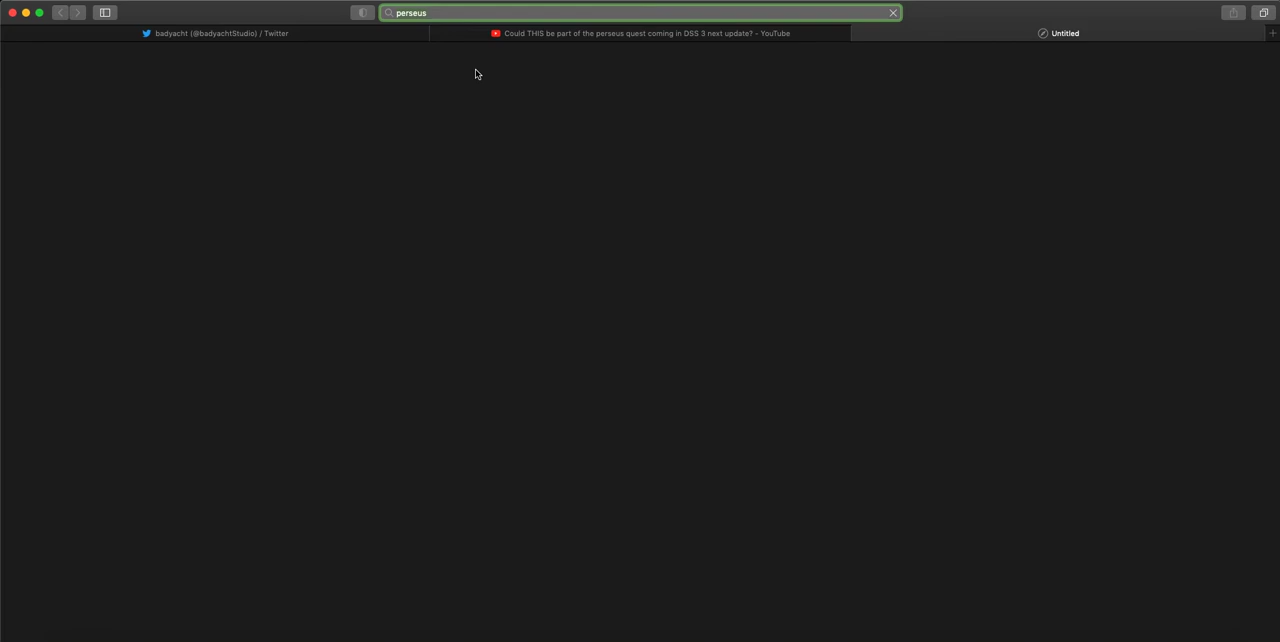 perseus
badyacht (@badyachtStudio) / Twitter
Could THIS be part of the perseus quest coming in DSS 3 next update? - YouTube
Untitled